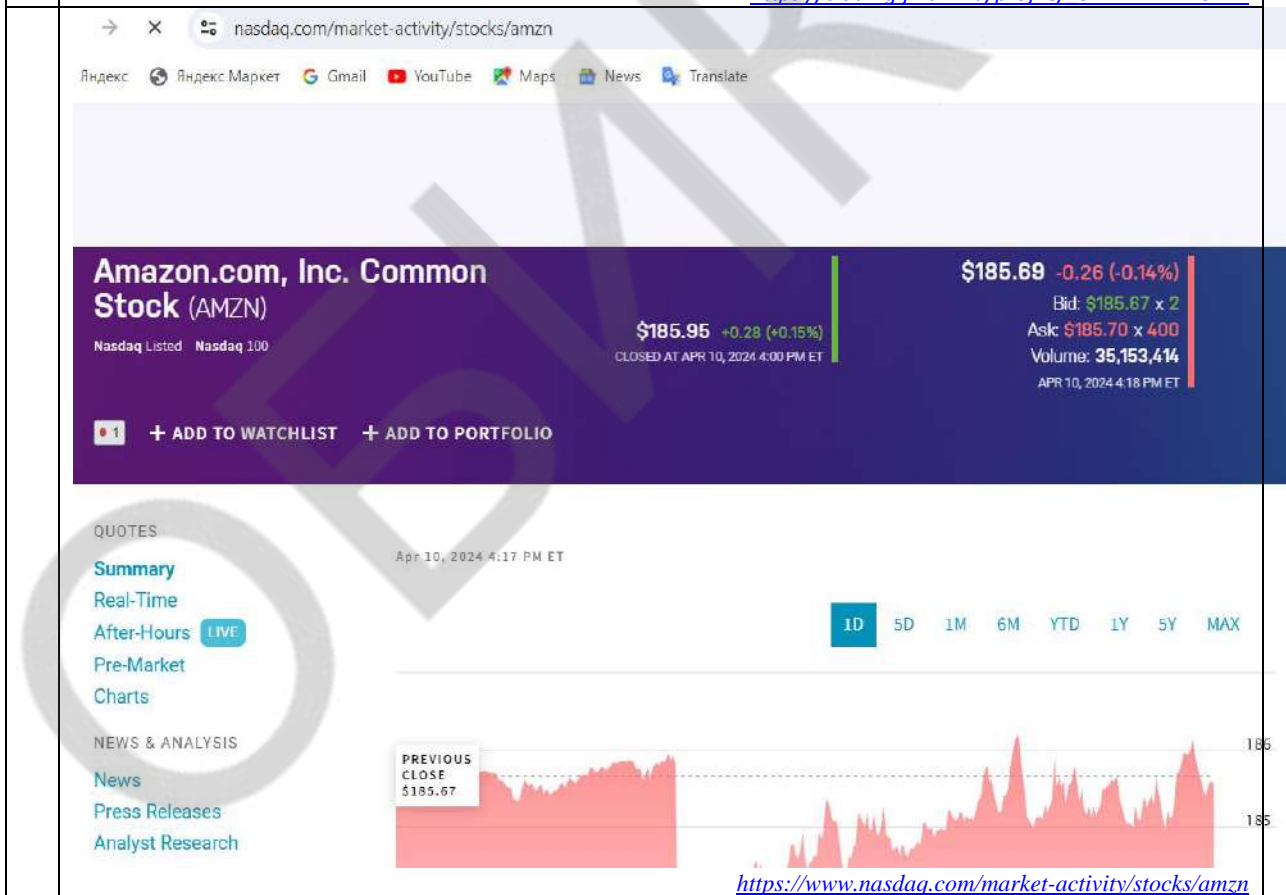 nasdaq.com/market-activity/stocks/amzn
Яндекс Яндекс Маркет Gmail YouTube Maps News Translate
Amazon.com, Inc. Common
Stock (AMZN)
Nasdaq Listed Nasdaq 100
$185.95 +0.28 (+0.15%)
CLOSED AT APR 10, 2024 4:00 PM ET
$185.69 -0.26 (-0.14%)
Bid: $185.67 x 2
Ask: $185.70 x 400
Volume: 35,153,414
APR 10, 2024 4:18 PM ET
1 + ADD TO WATCHLIST + ADD TO PORTFOLIO
QUOTES
Summary
Real-Time
After-Hours LIVE
Pre-Market
Charts
NEWS & ANALYSIS
News
Press Releases
Analyst Research
Apr 10, 2024 4:17 PM ET
1D 5D 1M 6M YTD 1Y 5Y MAX
PREVIOUS
CLOSE
$185.67
186
185
https://www.nasdaq.com/market-activity/stocks/amzn